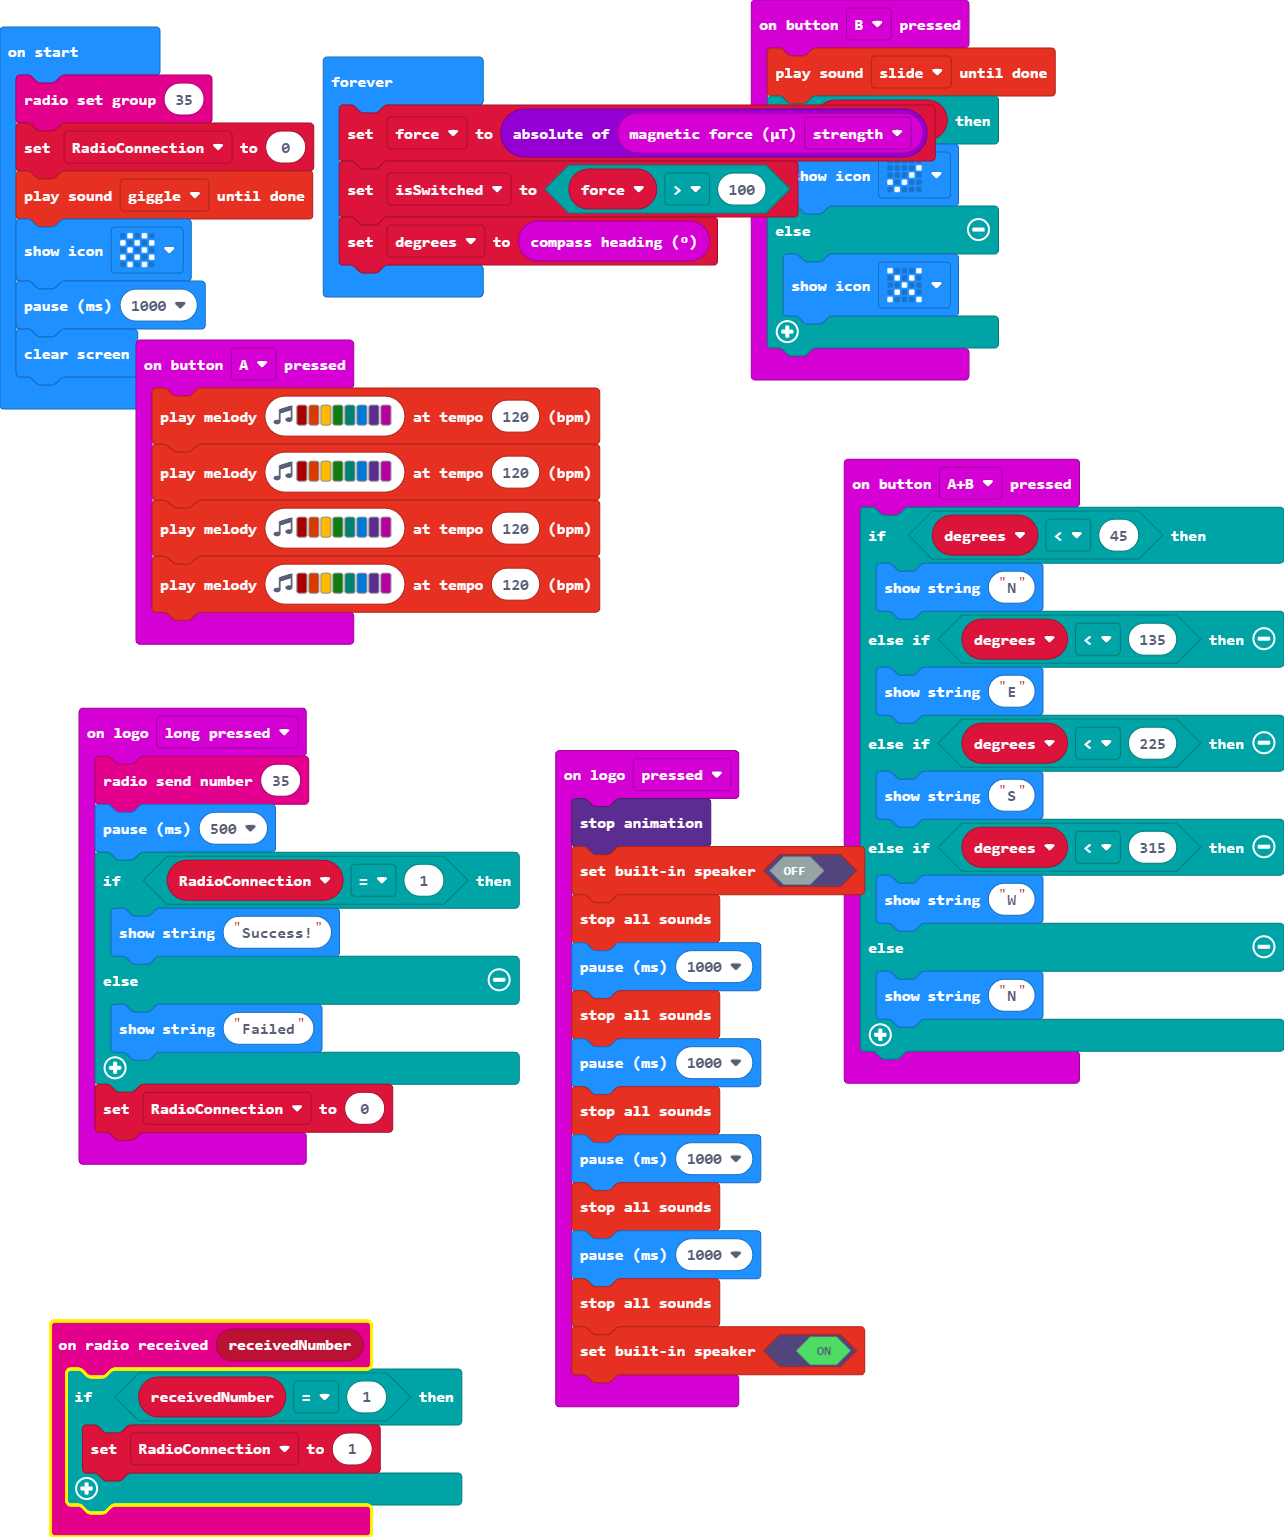 on start
radio set group 35
set RadioConnection to 0
play sound giggle until done
show icon
pause (ms) 1000
clear screen
forever
set force to absolute of magnetic force (µT) strength
set isSwitched to force > 100
set degrees to compass heading (º)
on button B pressed
play sound slide until done
then
show icon
else
show icon
on button A pressed
play melody at tempo 120 (bpm)
play melody at tempo 120 (bpm)
play melody at tempo 120 (bpm)
play melody at tempo 120 (bpm)
on button A+B pressed
if degrees < 45 then
show string "N"
else if degrees < 135 then
show string "E"
else if degrees < 225 then
show string "S"
else if degrees < 315 then
show string "W"
else
show string "N"
on logo long pressed
radio send number 35
pause (ms) 500
if RadioConnection = 1 then
show string "Success!"
else
show string "Failed"
set RadioConnection to 0
on logo pressed
stop animation
set built-in speaker OFF
stop all sounds
pause (ms) 1000
stop all sounds
pause (ms) 1000
stop all sounds
pause (ms) 1000
stop all sounds
pause (ms) 1000
stop all sounds
set built-in speaker ON
on radio received receivedNumber
if receivedNumber = 1 then
set RadioConnection to 1